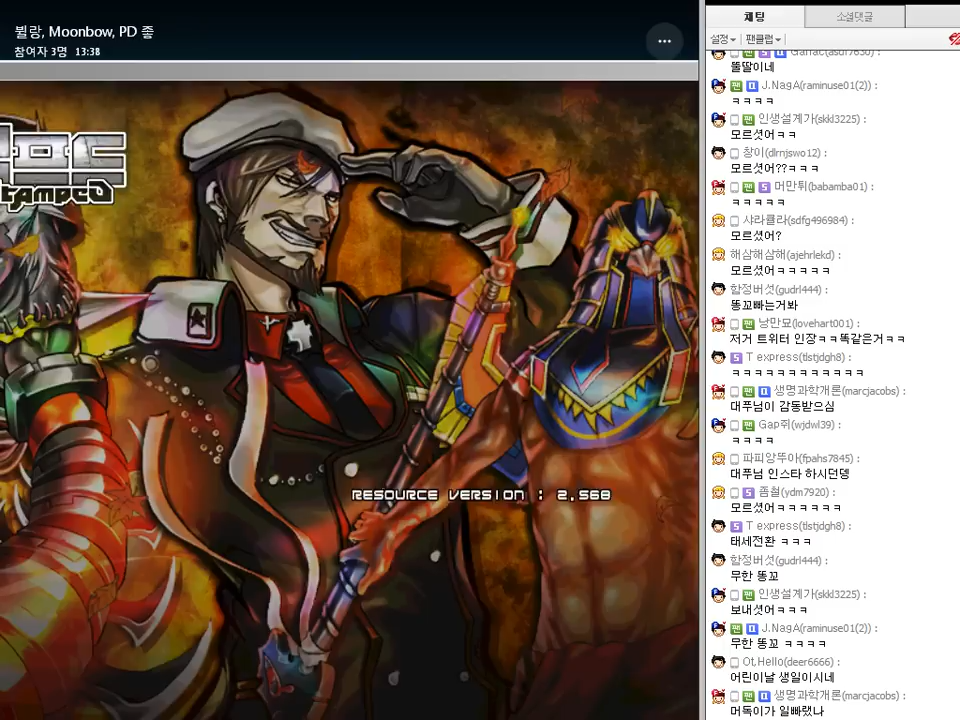 뷜랑, Moonbow, PD 좋
참여자 3명 13:38
RESOURCE VERSION : 2,568
채팅
소셜댓글
설정 팬클럽
뚤딸이네
J.NagA(raminuse01(2)) :
ㅋㅋㅋㅋ
인생설계가(skkl3225) :
모르셧어ㅋㅋ
창이(dlrnjswo12) :
모르셧어??ㅋㅋㅋ
머만튀(babamba01) :
ㅋㅋㅋㅋㅋ
샤라큘라(sdfg496984) :
모르셨어?
해삼해삼해(ajehrlekd) :
모르셨어ㅋㅋㅋㅋㅋ
함정버섯(gudrl444) :
똥꼬빠는거봐
낭만묘(lovehart001) :
저거 트위터 인장ㅋㅋ똑같은거ㅋㅋ
T express(tlstjdgh8) :
ㅋㅋㅋㅋㅋㅋㅋㅋㅋㅋㅋㅋ
생명과학개론(marcjacobs) :
대푸님이 감동받으심
Gap쥐(wjdwl39) :
ㅋㅋㅋㅋ
파피앙뚜아(fpahs7845) :
대푸님 인스타 하시던뎅
쫌철(ydm7920) :
모르셨어ㅋㅋㅋㅋㅋㅋ
T express(tlstjdgh8) :
태세전환 ㅋㅋㅋ
함정버섯(gudrl444) :
무한 똥꼬
인생설계가(skkl3225) :
보내셧어ㅋㅋㅋ
J.NagA(raminuse01(2)) :
무한 똥꼬 ㅋㅋㅋㅋ
Ot,Hello(deer6666) :
어린이날 생일이시네
생명과학개론(marcjacobs) :
머독이가 일빠랬나